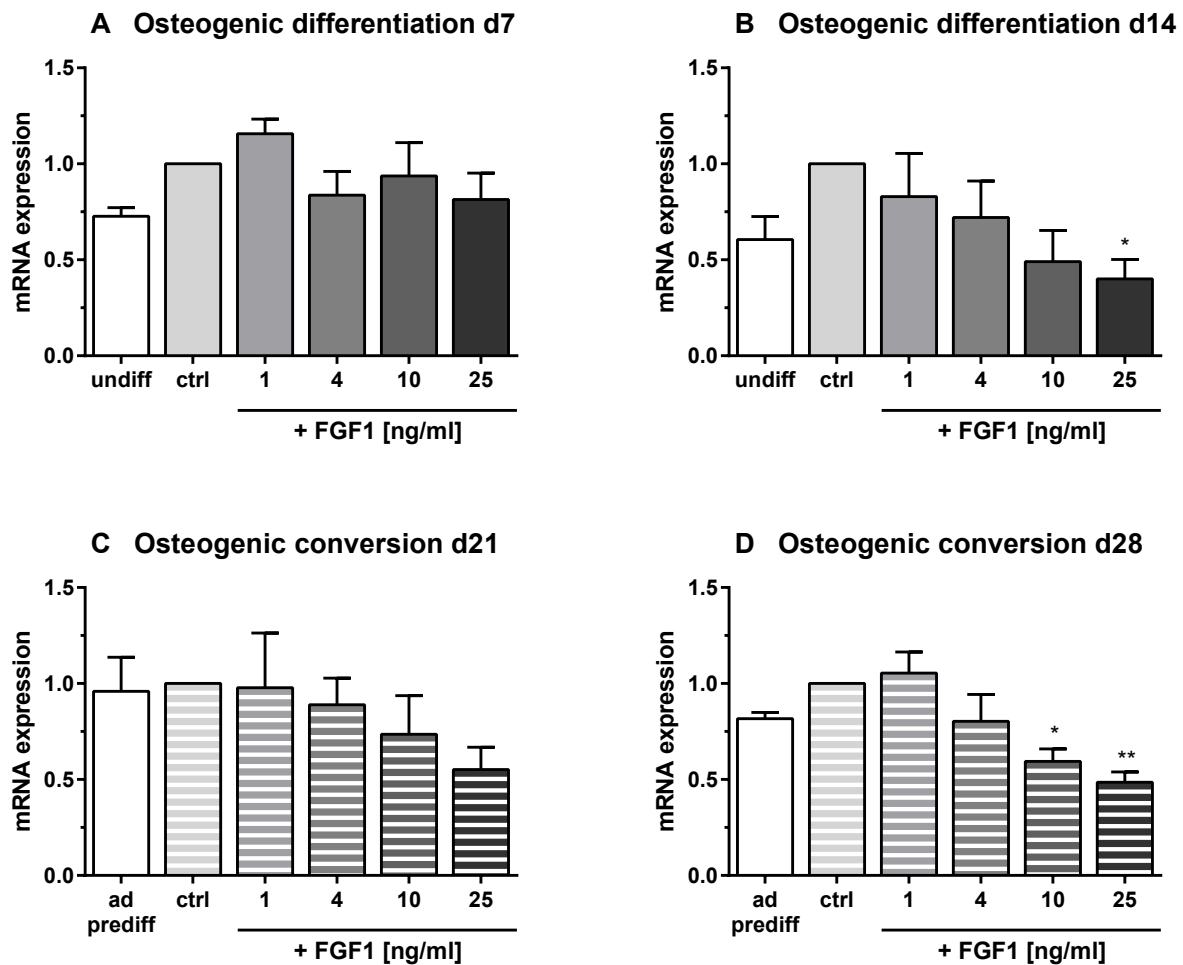 A Osteogenic differentiation d7
mRNA expression
1.5
1.0
0.5
0.0
undiff ctrl 1 4 10 25
+ FGF1 [ng/ml]
B Osteogenic differentiation d14
mRNA expression
1.5
1.0
0.5
0.0
*
undiff ctrl 1 4 10 25
+ FGF1 [ng/ml]
C Osteogenic conversion d21
mRNA expression
1.5
1.0
0.5
0.0
ad ctrl 1 4 10 25
prediff
+ FGF1 [ng/ml]
D Osteogenic conversion d28
mRNA expression
1.5
1.0
0.5
0.0
*
**
ad ctrl 1 4 10 25
prediff
+ FGF1 [ng/ml]